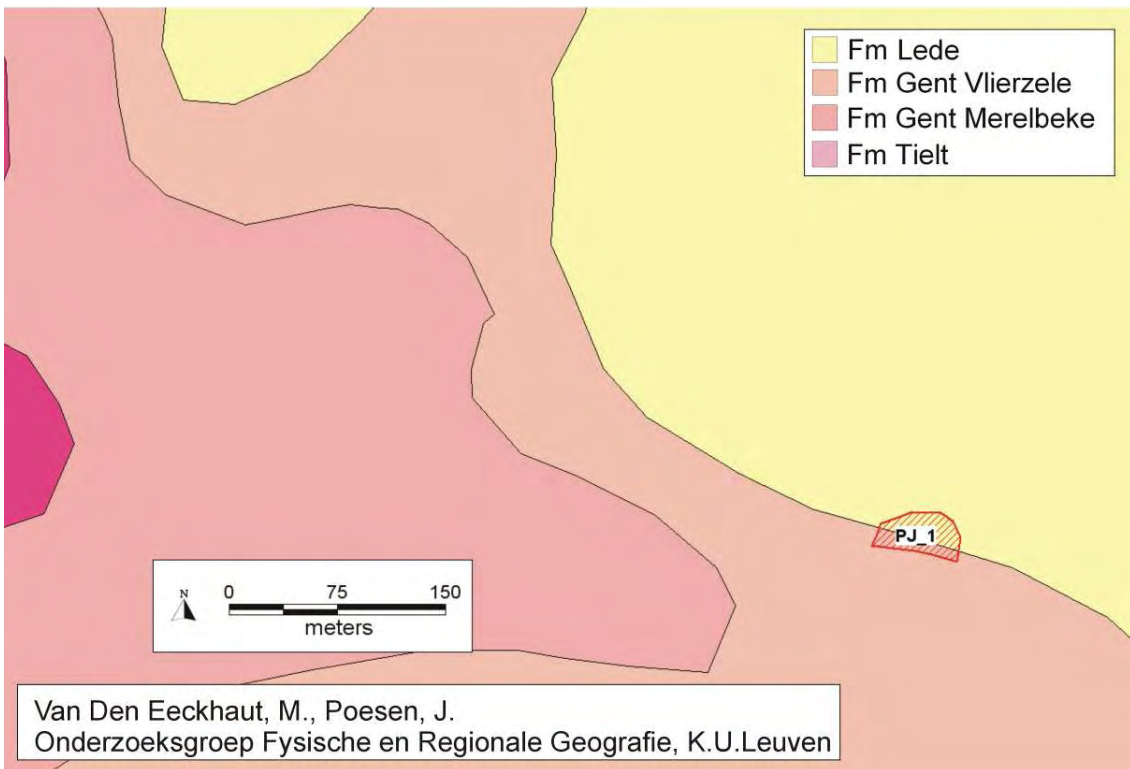 Fm Lede
Fm Gent Vlierzele
Fm Gent Merelbeke
Fm Tielt
PJ_1
N
0 75 150
meters
Van Den Eeckhaut, M., Poesen, J.
Onderzoeksgroep Fysische en Regionale Geografie, K.U.Leuven